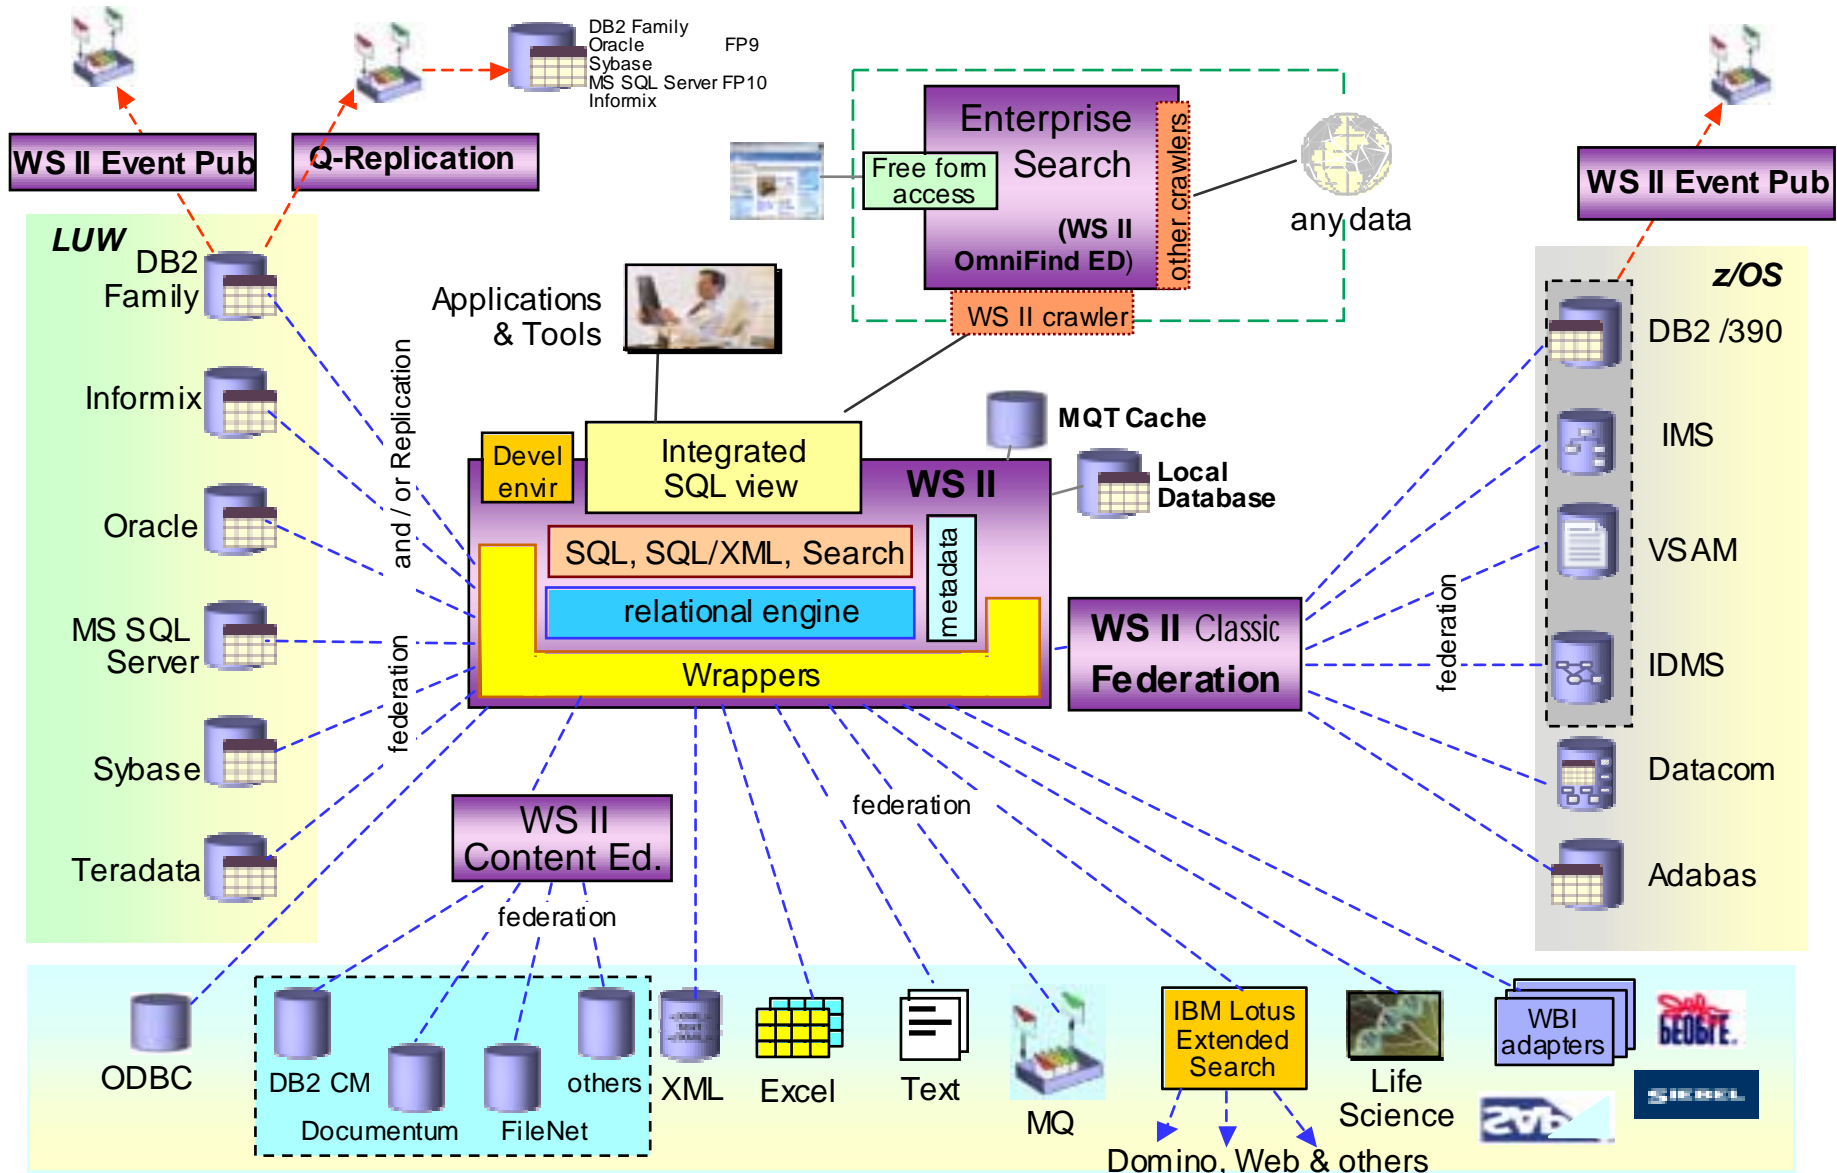 DB2 Family
Oracle FP9
Sybase
MS SQL Server FP10
Informix
WS II Event Pub
Q-Replication
Enterprise
Search
(WS II
OmniFind ED)
Free form
access
other crawlers
WS II crawler
any data
WS II Event Pub
LUW
DB2
Family
Informix
Oracle
MS SQL
Server
Sybase
Teradata
and / or Replication
federation
Applications
& Tools
MQT Cache
Local
Database
Devel
envir
Integrated
SQL view
WS II
SQL, SQL/XML, Search
relational engine
metadata
Wrappers
WS II Classic
Federation
federation
z/OS
DB2 /390
IMS
VSAM
IDMS
Datacom
Adabas
WS II
Content Ed.
federation
federation
ODBC
DB2 CM
Documentum
FileNet
others
XML
Excel
Text
MQ
IBM Lotus
Extended
Search
Domino, Web & others
Life
Science
WBI
adapters
SIEBEL